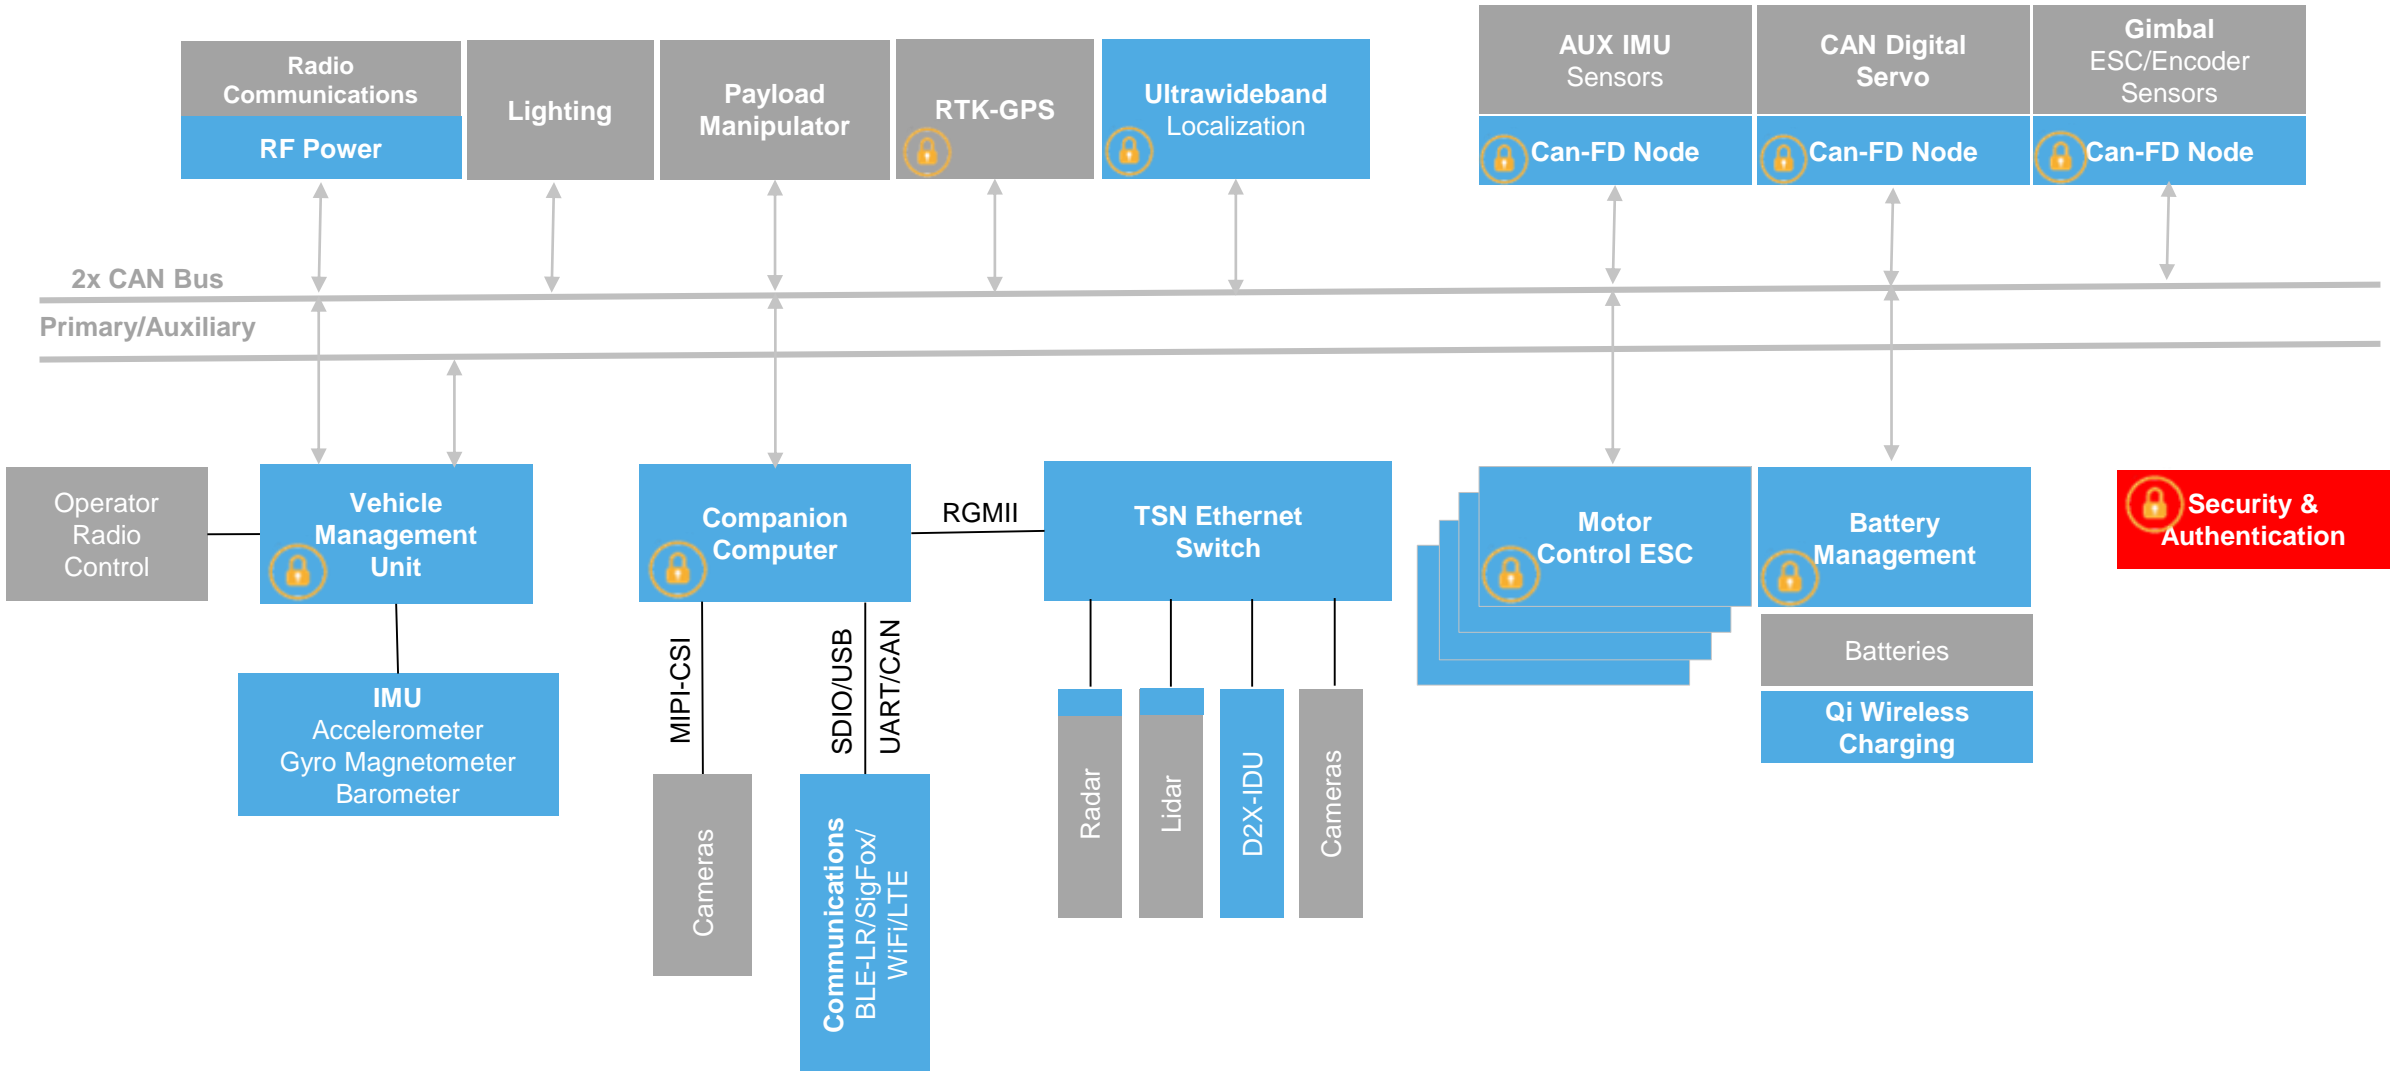 Radio
Communications
RF Power
Lighting
Payload
Manipulator
RTK-GPS
Ultrawideband
Localization
AUX IMU
Sensors
Can-FD Node
CAN Digital
Servo
Can-FD Node
Gimbal
ESC/Encoder
Sensors
Can-FD Node
2x CAN Bus
Primary/Auxiliary
Operator
Radio
Control
Vehicle
Management
Unit
Companion
Computer
RGMII
TSN Ethernet
Switch
Motor
Control ESC
Battery
Management
Security &
Authentication
Batteries
Qi Wireless
Charging
IMU
Accelerometer
Gyro Magnetometer
Barometer
MIPI-CSI
SDIO/USB
UART/CAN
Cameras
Communications
BLE-LR/SigFox/
WiFi/LTE
Radar
Lidar
D2X-IDU
Cameras